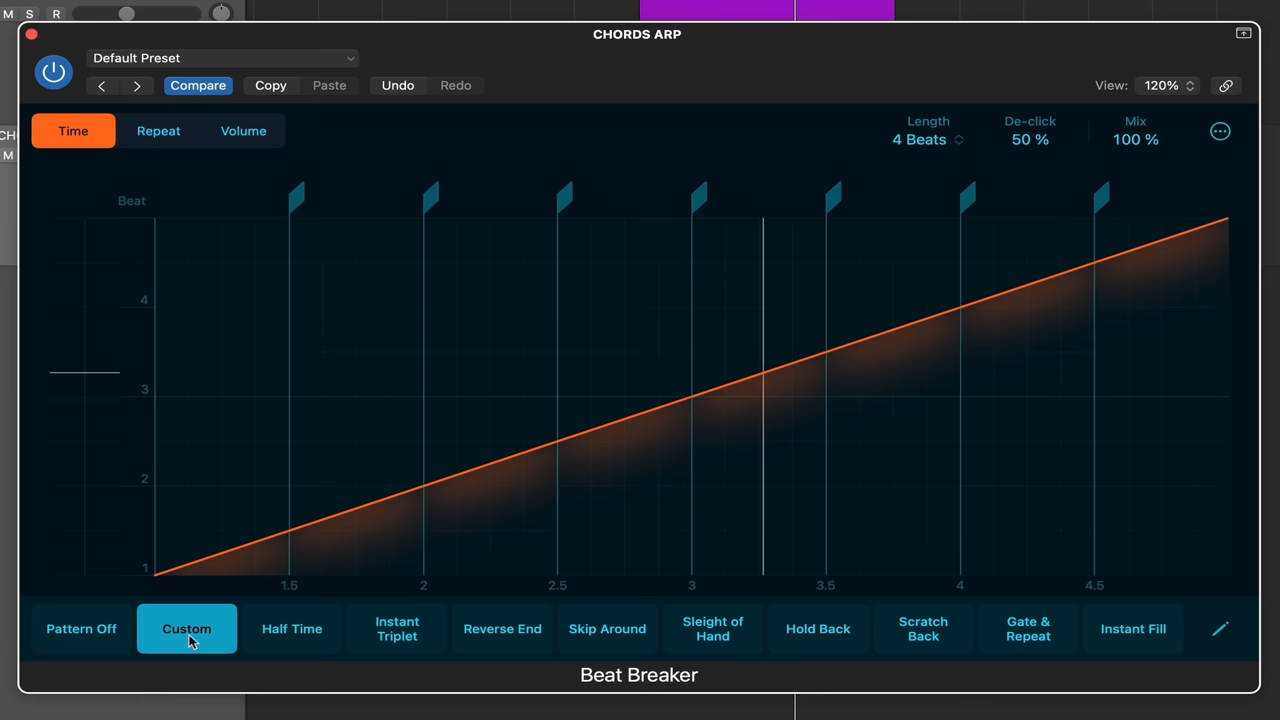 M S R
CHORDS ARP
Default Preset
Compare Copy Paste Undo Redo View: 120%
Time Repeat Volume Length De-click Mix
4 Beats 50 % 100 %
CH
M
Beat
4
3
2
1
1.5 2 2.5 3 3.5 4 4.5
Pattern Off Custom Half Time Instant Triplet Reverse End Skip Around Sleight of Hand Hold Back Scratch Back Gate & Repeat Instant Fill
Beat Breaker